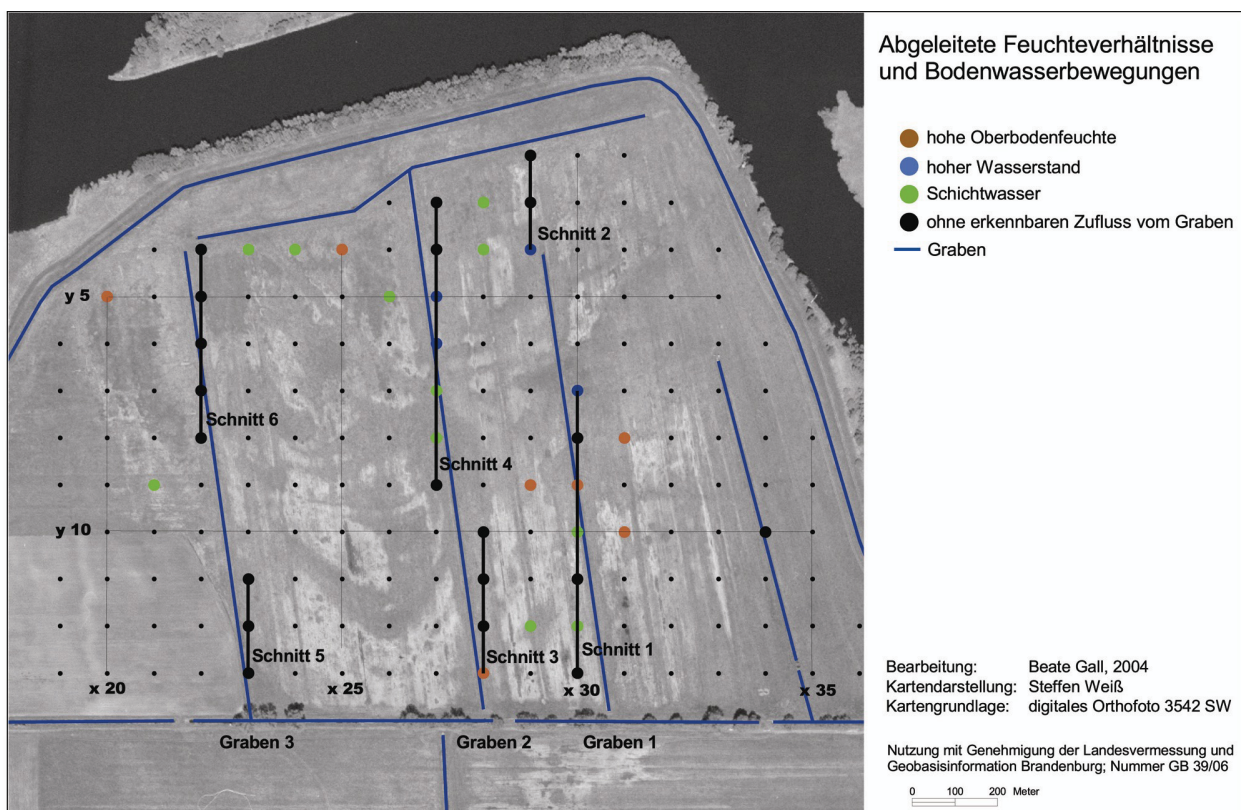 Abgeleitete Feuchteverhältnisse
und Bodenwasserbewegungen
hohe Oberbodenfeuchte
hoher Wasserstand
Schichtwasser
ohne erkennbaren Zufluss vom Graben
Graben
Schnitt 2
y 5
Schnitt 6
Schnitt 4
y 10
Schnitt 5
Schnitt 3
Schnitt 1
x 20
x 25
x 30
x 35
Graben 3
Graben 2
Graben 1
Bearbeitung: Beate Gall, 2004
Kartendarstellung: Steffen Weiß
Kartengrundlage: digitales Orthofoto 3542 SW
Nutzung mit Genehmigung der Landesvermessung und
Geobasisinformation Brandenburg; Nummer GB 39/06
0 100 200 Meter